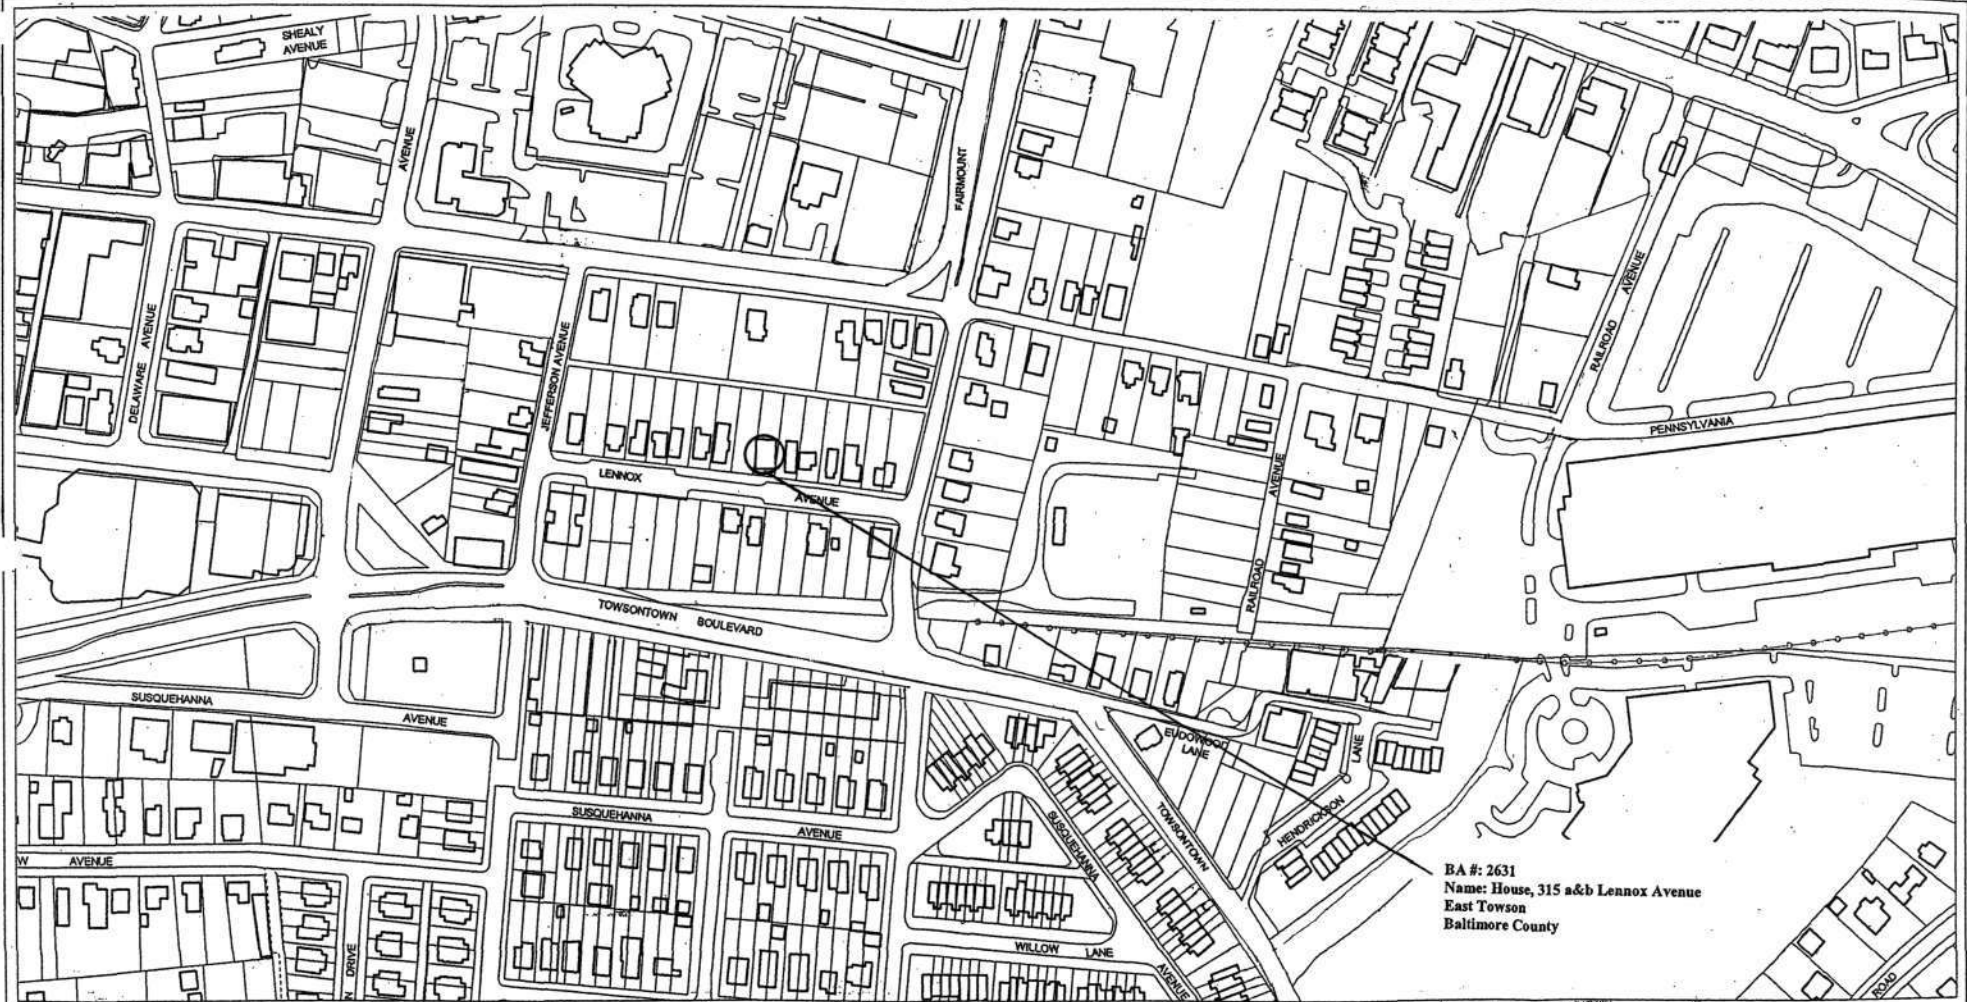 SHEALY
AVENUE
AVENUE
FAIRMOUNT
DELAWARE AVENUE
JEFFERSON AVENUE
RAILROAD AVENUE
PENNSYLVANIA
LENNOX AVENUE
RAILROAD AVENUE
TOWSONTOWN BOULEVARD
SUSQUEHANNA AVENUE
EUDOWOOD
LANE
LANE
HENDRICKSON
SUSQUEHANNA AVENUE
SUSQUEHANNA AVENUE
TOWSONTOWN
W AVENUE
WILLOW LANE
N DRIVE
ROAD
BA #: 2631
Name: House, 315 a&b Lennox Avenue
East Towson
Baltimore County